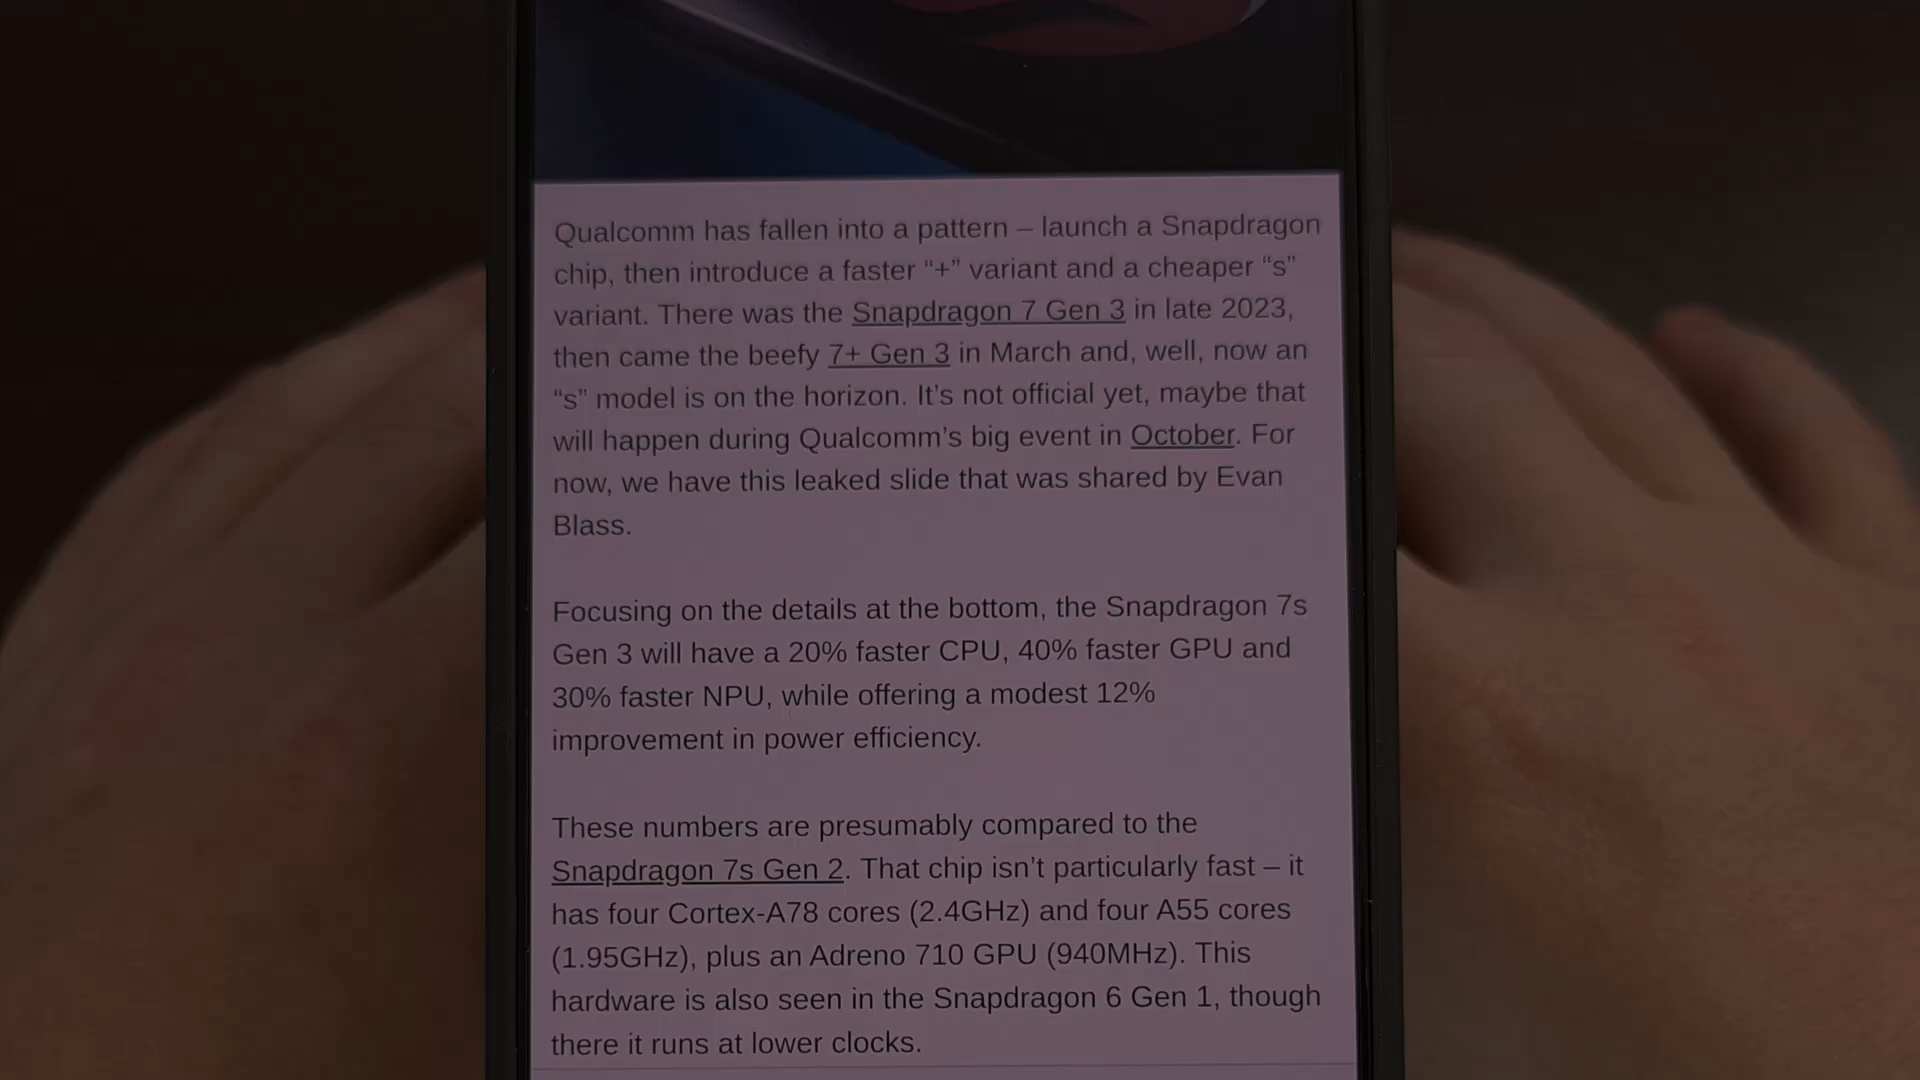 Qualcomm has fallen into a pattern – launch a Snapdragon
chip, then introduce a faster “+” variant and a cheaper “s”
variant. There was the Snapdragon 7 Gen 3 in late 2023,
then came the beefy 7+ Gen 3 in March and, well, now an
“s” model is on the horizon. It’s not official yet, maybe that
will happen during Qualcomm’s big event in October. For
now, we have this leaked slide that was shared by Evan
Blass.
Focusing on the details at the bottom, the Snapdragon 7s
Gen 3 will have a 20% faster CPU, 40% faster GPU and
30% faster NPU, while offering a modest 12%
improvement in power efficiency.
These numbers are presumably compared to the
Snapdragon 7s Gen 2. That chip isn’t particularly fast – it
has four Cortex-A78 cores (2.4GHz) and four A55 cores
(1.95GHz), plus an Adreno 710 GPU (940MHz). This
hardware is also seen in the Snapdragon 6 Gen 1, though
there it runs at lower clocks.